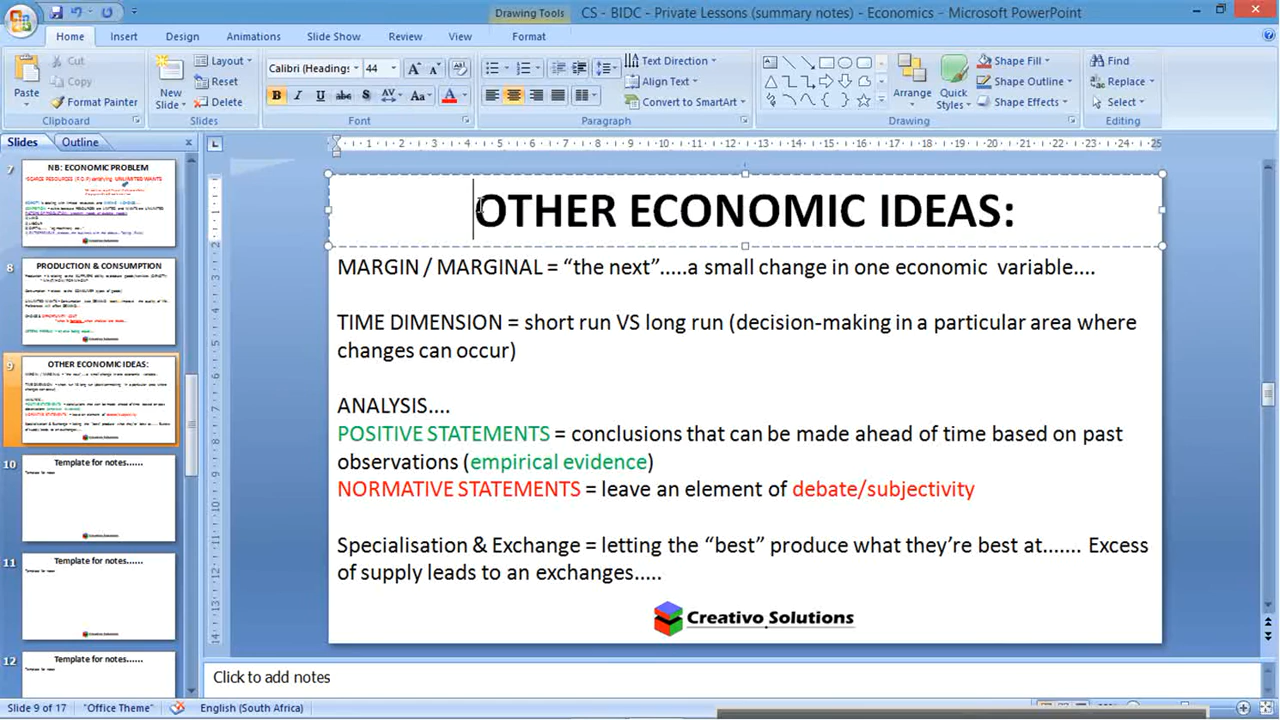 Drawing Tools
CS - BIDC - Private Lessons (summary notes) - Economics - Microsoft PowerPoint
Home Insert Design Animations Slide Show Review View Format
Paste
Cut
Copy
Format Painter
Clipboard
New Slide
Layout
Reset
Delete
Slides
Calibri (Headings) 44
Font
Text Direction
Align Text
Convert to SmartArt
Paragraph
Arrange
Quick Styles
Shape Fill
Shape Outline
Shape Effects
Drawing
Find
Replace
Select
Editing
Slides Outline
7
NB: ECONOMIC PROBLEM
8
PRODUCTION & CONSUMPTION
9
OTHER ECONOMIC IDEAS:
10
Template for notes......
11
Template for notes......
12
Template for notes......
OTHER ECONOMIC IDEAS:
MARGIN / MARGINAL = “the next”.....a small change in one economic variable....
TIME DIMENSON = short run VS long run (decision-making in a particular area where
changes can occur)
ANALYSIS....
POSITIVE STATEMENTS = conclusions that can be made ahead of time based on past
observations (empirical evidence)
NORMATIVE STATEMENTS = leave an element of debate/subjectivity
Specialisation & Exchange = letting the “best” produce what they’re best at....... Excess
of supply leads to an exchanges.....
Creativo Solutions
Click to add notes
Slide 9 of 17 "Office Theme" English (South Africa)